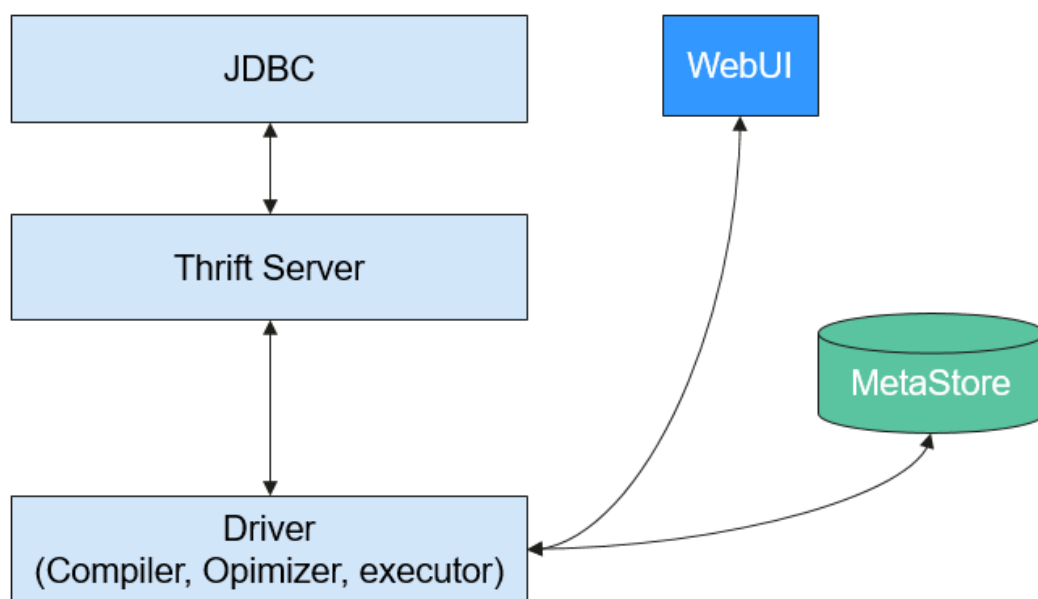 JDBC
WebUI
Thrift Server
MetaStore
Driver
(Compiler, Opimizer, executor)